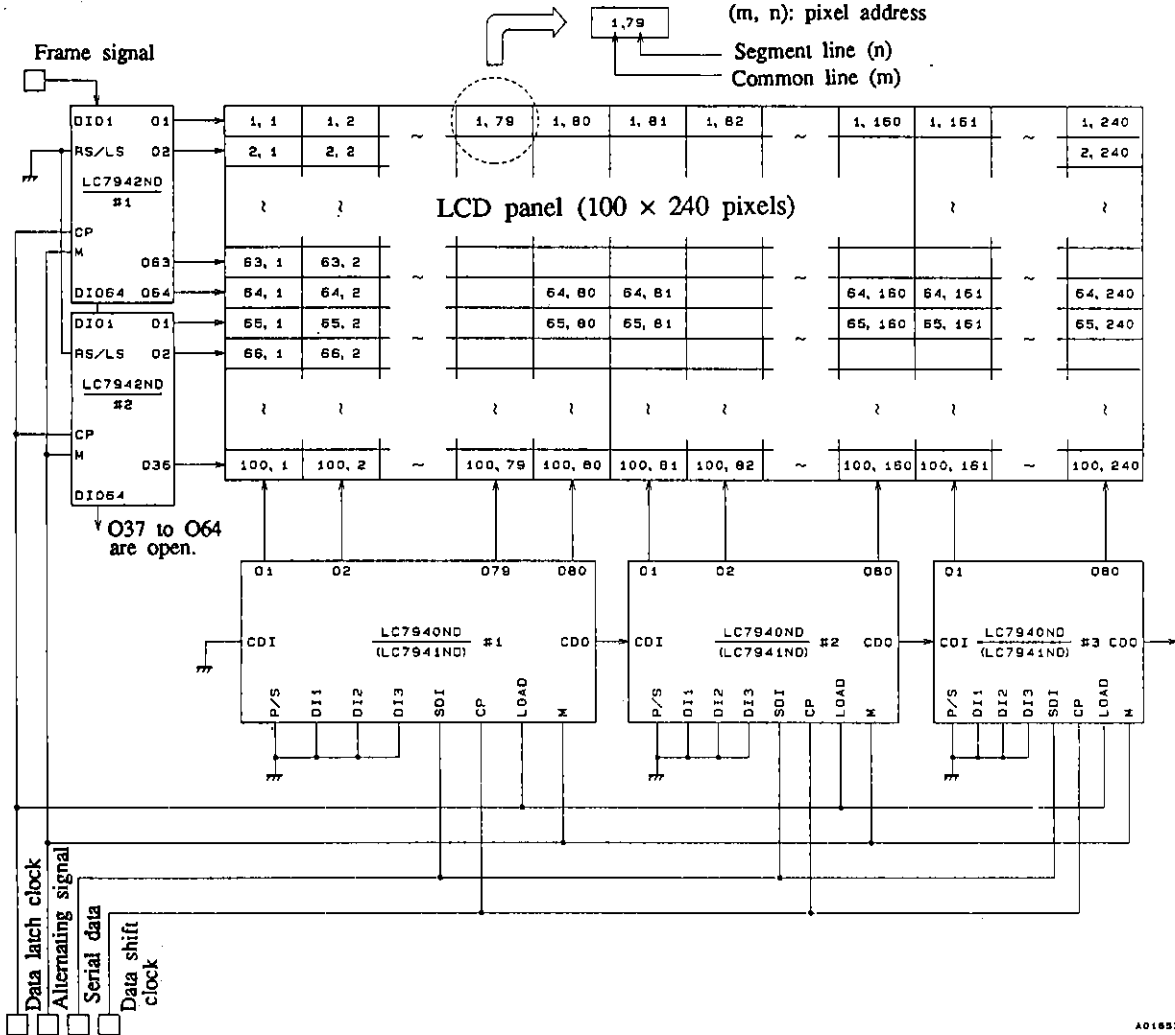 (m, n): pixel address
1,79
Segment line (n)
Common line (m)
Frame signal
DIO1 O1
RS/LS O2
LC7942ND
#1
CP
M
O63
DIO64 O64
DIO1 O1
RS/LS O2
LC7942ND
#2
CP
M
O36
DIO64
O37 to O64
are open.
1, 1 1, 2 ~ 1, 79 1, 80 1, 81 1, 82 ~ 1, 160 1, 161 ~ 1, 240
2, 1 2, 2 2, 240
LCD panel (100 × 240 pixels)
63, 1 63, 2 ~ ~
64, 1 64, 2 64, 80 64, 81 64, 160 64, 161 64, 240
65, 1 65, 2 65, 80 65, 81 65, 160 65, 161 65, 240
66, 1 66, 2
100, 1 100, 2 ~ 100, 79 100, 80 100, 81 100, 82 ~ 100, 160 100, 161 ~ 100, 240
O1 O2 O79 O80
CDI LC7940ND (LC7941ND) #1 CDO
P/S DI1 DI2 DI3 SDI CP LOAD M
O1 O2 O80
CDI LC7940ND (LC7941ND) #2 CDO
P/S DI1 DI2 DI3 SDI CP LOAD M
O1 O80
CDI LC7940ND (LC7941ND) #3 CDO
P/S DI1 DI2 DI3 SDI CP LOAD M
Data latch clock
Alternating signal
Serial data
Data shift
clock